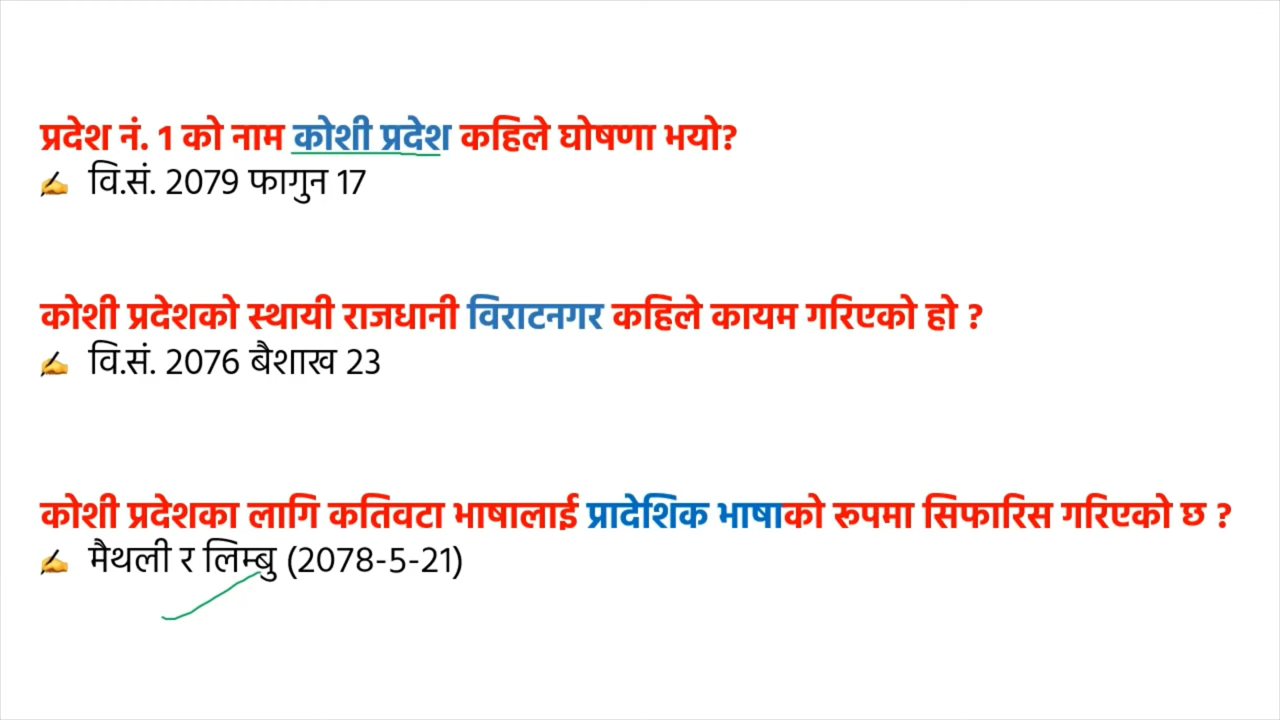 प्रदेश नं. 1 को नाम कोशी प्रदेश कहिले घोषणा भयो?
✍ वि.सं. 2079 फागुन 17
कोशी प्रदेशको स्थायी राजधानी विराटनगर कहिले कायम गरिएको हो ?
✍ वि.सं. 2076 बैशाख 23
कोशी प्रदेशका लागि कतिवटा भाषालाई प्रादेशिक भाषाको रूपमा सिफारिस गरिएको छ ?
✍ मैथली र लिम्बु (2078-5-21)